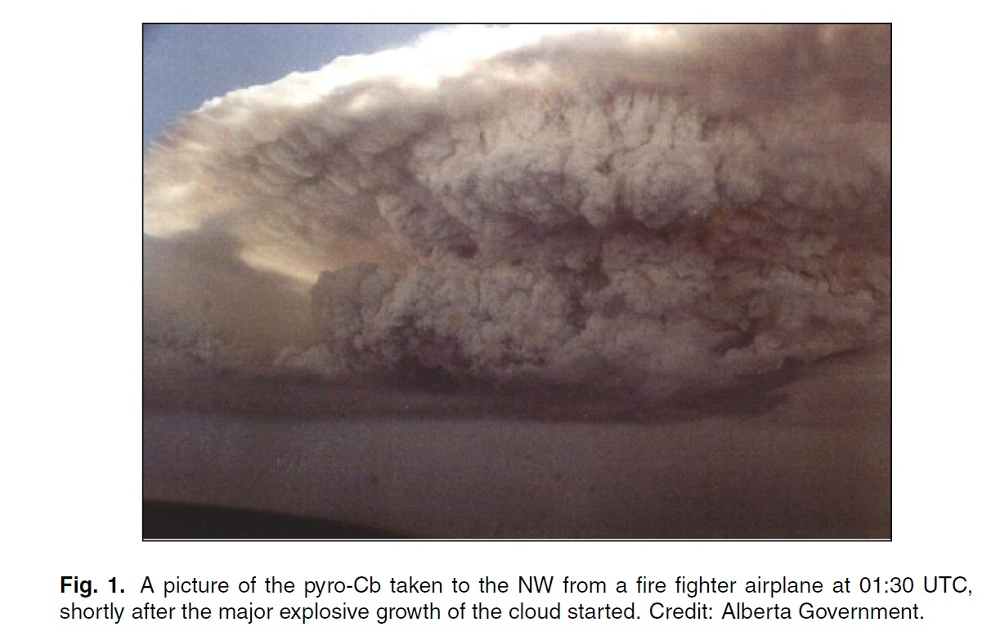 Fig. 1. A picture of the pyro-Cb taken to the NW from a fire fighter airplane at 01:30 UTC,
shortly after the major explosive growth of the cloud started. Credit: Alberta Government.